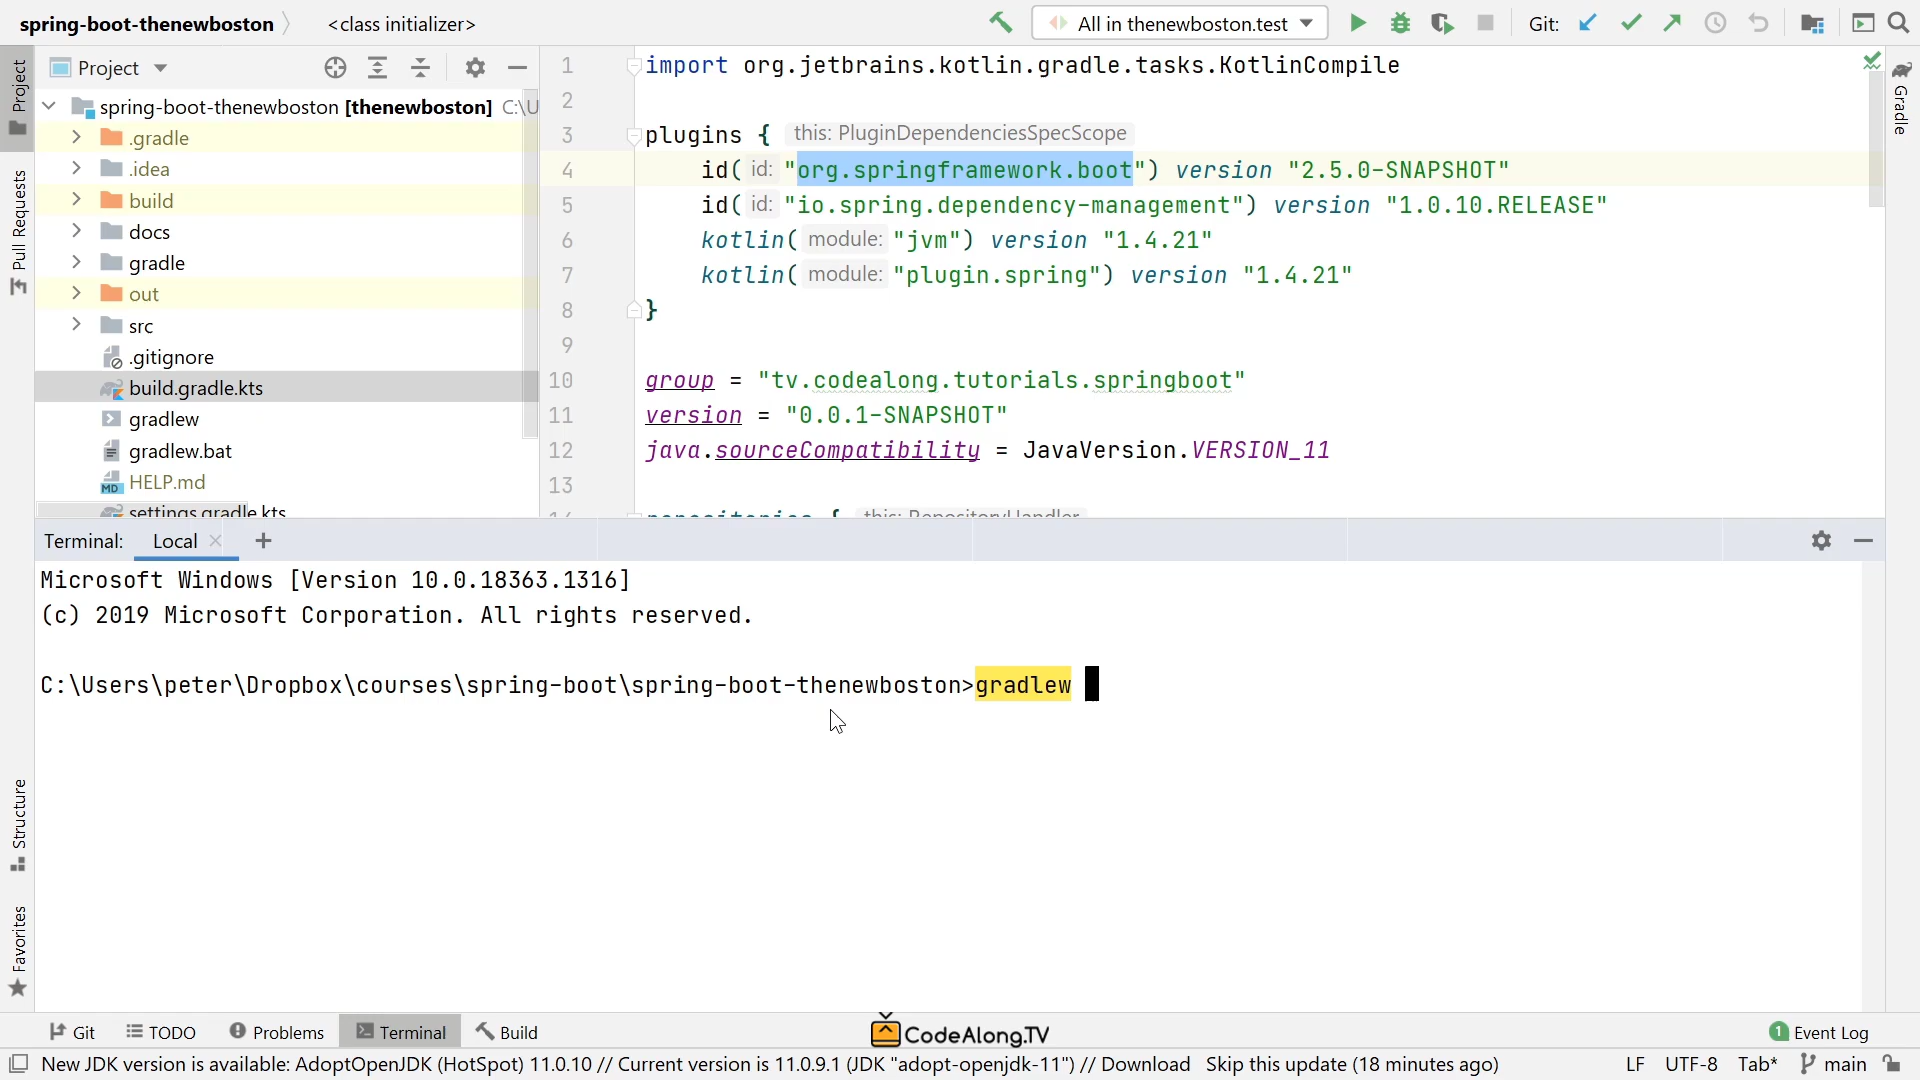 spring-boot-thenewboston
<class initializer>
All in thenewboston.test
Git:
Project
Pull Requests
Structure
Favorites
Project
spring-boot-thenewboston [thenewboston] C:\U
.gradle
.idea
build
docs
gradle
out
src
.gitignore
build.gradle.kts
gradlew
gradlew.bat
MD HELP.md
settings.gradle.kts
1 import org.jetbrains.kotlin.gradle.tasks.KotlinCompile
2
3 plugins { this: PluginDependenciesSpecScope
4 id( id: "org.springframework.boot") version "2.5.0-SNAPSHOT"
5 id( id: "io.spring.dependency-management") version "1.0.10.RELEASE"
6 kotlin( module: "jvm") version "1.4.21"
7 kotlin( module: "plugin.spring") version "1.4.21"
8 }
9
10 group = "tv.codealong.tutorials.springboot"
11 version = "0.0.1-SNAPSHOT"
12 java.sourceCompatibility = JavaVersion.VERSION_11
13
14 repositories { this: RepositoryHandler
Gradle
Terminal: Local
Microsoft Windows [Version 10.0.18363.1316]
(c) 2019 Microsoft Corporation. All rights reserved.
C:\Users\peter\Dropbox\courses\spring-boot\spring-boot-thenewboston>gradlew
Git TODO Problems Terminal Build
CodeAlong.TV
1 Event Log
New JDK version is available: AdoptOpenJDK (HotSpot) 11.0.10 // Current version is 11.0.9.1 (JDK "adopt-openjdk-11") // Download Skip this update (18 minutes ago)
LF UTF-8 Tab* main